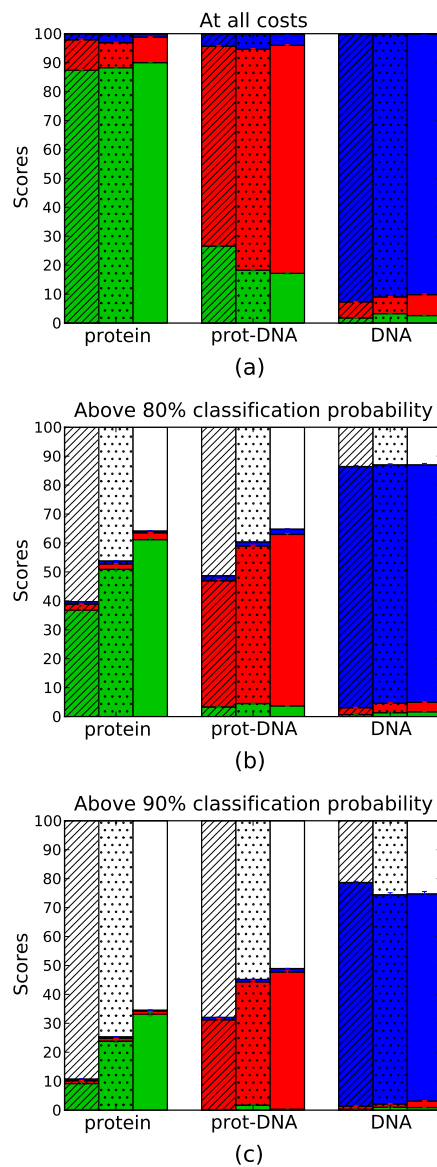 At all costs
100
90
80
70
60
50
40
30
20
10
0
Scores
protein prot-DNA DNA
(a)
Above 80% classification probability
100
90
80
70
60
50
40
30
20
10
0
Scores
protein prot-DNA DNA
(b)
Above 90% classification probability
100
90
80
70
60
50
40
30
20
10
0
Scores
protein prot-DNA DNA
(c)